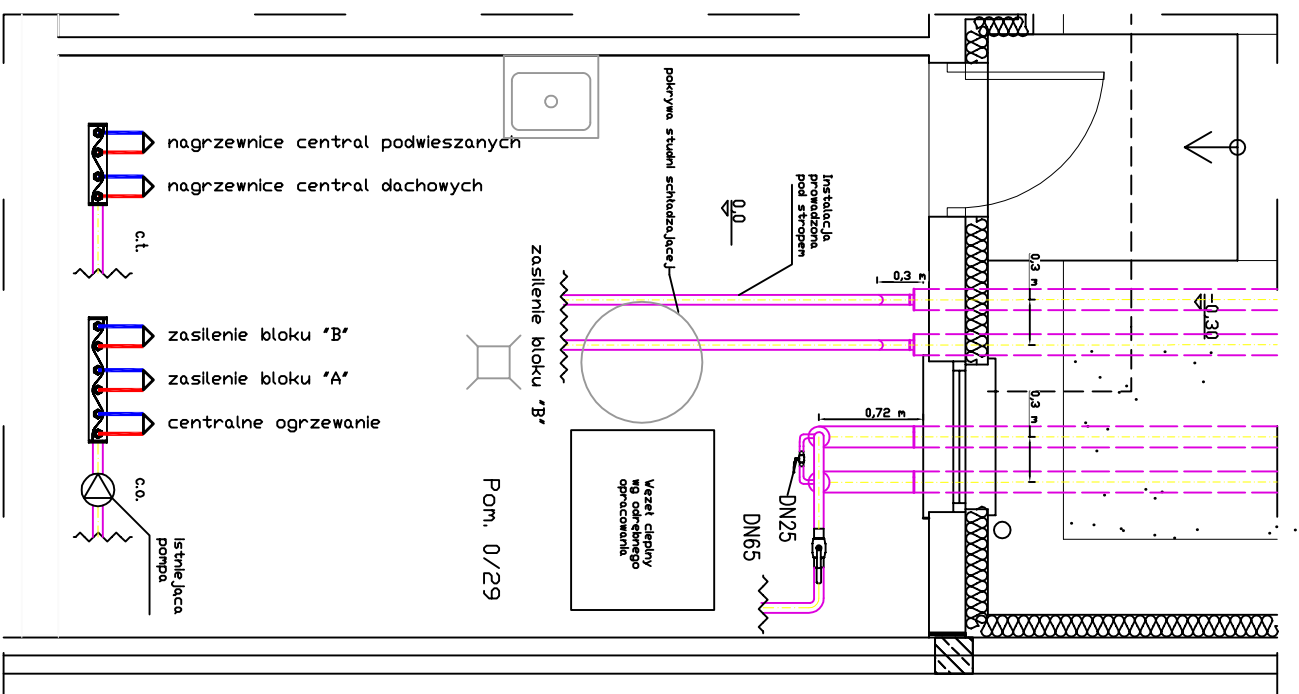 nagrzewnice central podwieszanych
nagrzewnice central dachowych
c.t.
zasilenie bloku "B"
zasilenie bloku "A"
centralne ogrzewanie
c.o.
istniejąca
pompa
pokrywa studni schładzającej
0,0
Instalacja
prowadzona
pod stropem
zasilenie bloku "B"
0,3 m
0,3 m
-0,30
0,3 m
0,72 m
DN25
DN65
Węzeł cieplny
wg odrębnego
opracowania
Pom. 0/29